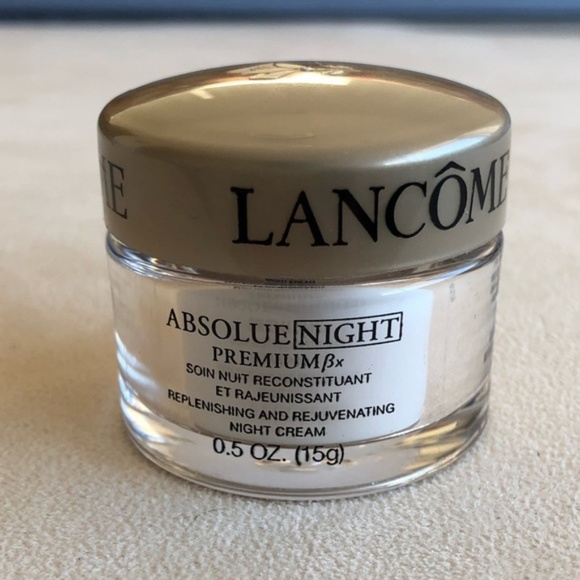 LANCÔME
ABSOLUE NIGHT
PREMIUM βx
SOIN NUIT RECONSTITUANT
ET RAJEUNISSANT
REPLENISHING AND REJUVENATING
NIGHT CREAM
0.5 OZ. (15g)